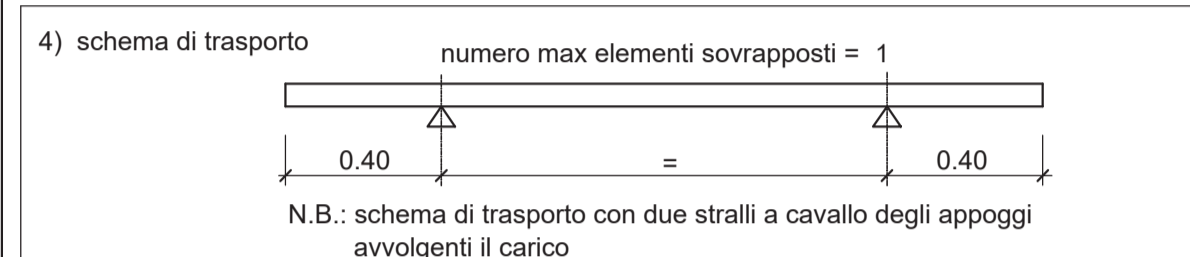 4) schema di trasporto
numero max elementi sovrapposti = 1
0.40 = 0.40
N.B.: schema di trasporto con due stralli a cavallo degli appoggi
avvolgenti il carico